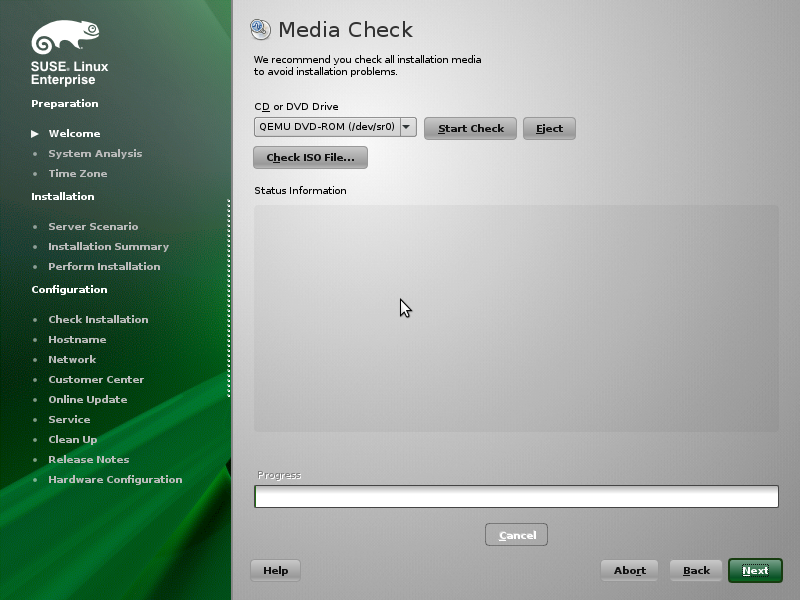 SUSE. Linux
Enterprise
Preparation
Welcome
System Analysis
Time Zone
Installation
Server Scenario
Installation Summary
Perform Installation
Configuration
Check Installation
Hostname
Network
Customer Center
Online Update
Service
Clean Up
Release Notes
Hardware Configuration
Media Check
We recommend you check all installation media
to avoid installation problems.
CD or DVD Drive
QEMU DVD-ROM (/dev/sr0)
Start Check
Eject
Check ISO File...
Status Information
Progress
Cancel
Help
Abort
Back
Next